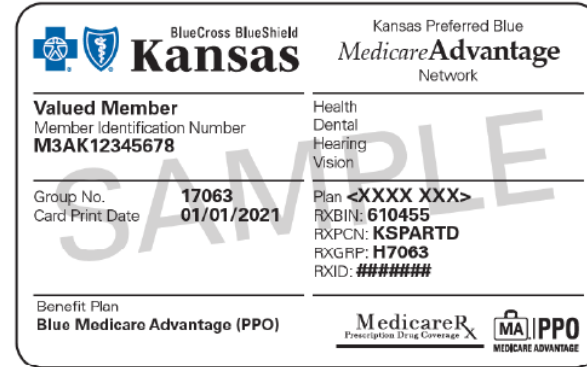 BlueCross BlueShield
Kansas
Kansas Preferred Blue
MedicareAdvantage
Network
Valued Member
Member Identification Number
M3AK12345678
Health
Dental
Hearing
Vision
Group No. 17063
Card Print Date 01/01/2021
Plan <XXXX XXX>
RXBIN: 610455
RXPCN: KSPARTD
RXGRP: H7063
RXID: #######
SAMPLE
Benefit Plan
Blue Medicare Advantage (PPO)
MedicareRx
Prescription Drug Coverage
MA PPO
MEDICARE ADVANTAGE